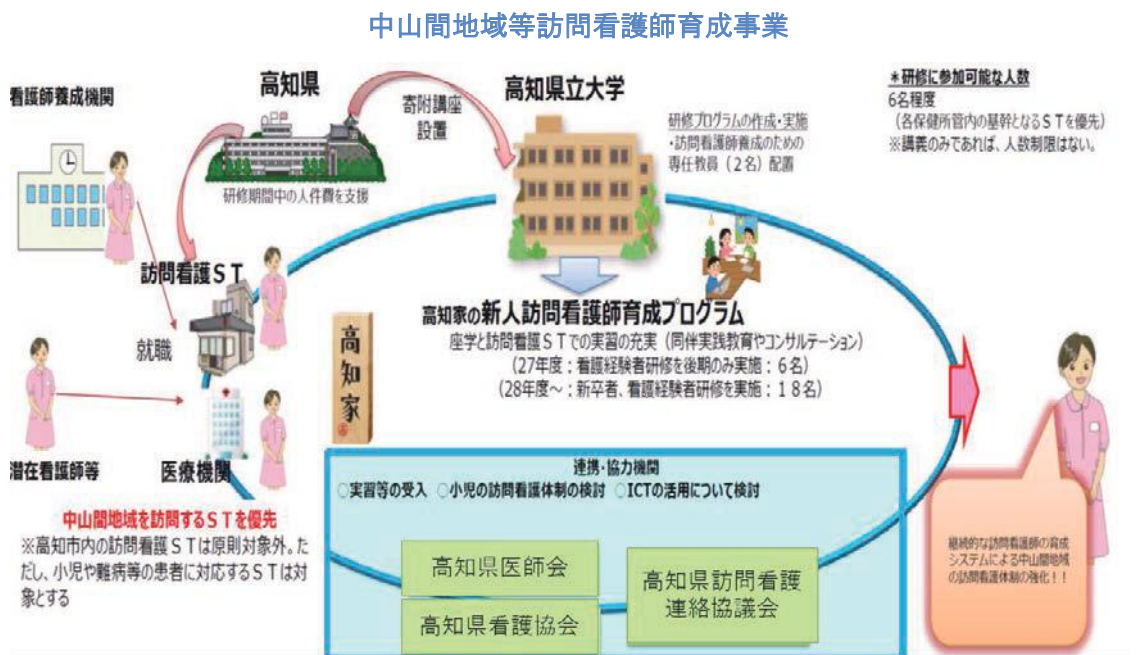 中山間地域等訪問看護師育成事業
看護師養成機関
高知県
研修期間中の人件費を支援
寄附講座
設置
高知県立大学
研修プログラムの作成・実施
・訪問看護師養成のための
専任教員（２名）配置
＊研修に参加可能な人数
6名程度
（各保健所管内の基幹となるＳＴを優先）
※講義のみであれば、人数制限はない。
訪問看護ＳＴ
就職
潜在看護師等
医療機関
中山間地域を訪問するＳＴを優先
※高知市内の訪問看護ＳＴは原則対象外。た
だし、小児や難病等の患者に対応するＳＴは対
象とする
高知家
高知家の新人訪問看護師育成プログラム
座学と訪問看護ＳＴでの実習の充実（同伴実践教育やコンサルテーション）
（27年度：看護経験者研修を後期のみ実施：６名）
（28年度～：新卒者、看護経験者研修を実施：１８名）
連携・協力機関
○実習等の受入　○小児の訪問看護体制の検討　○ICTの活用について検討
高知県医師会
高知県看護協会
高知県訪問看護
連絡協議会
継続的な訪問看護師の育成
システムによる中山間地域
の訪問看護体制の強化！！